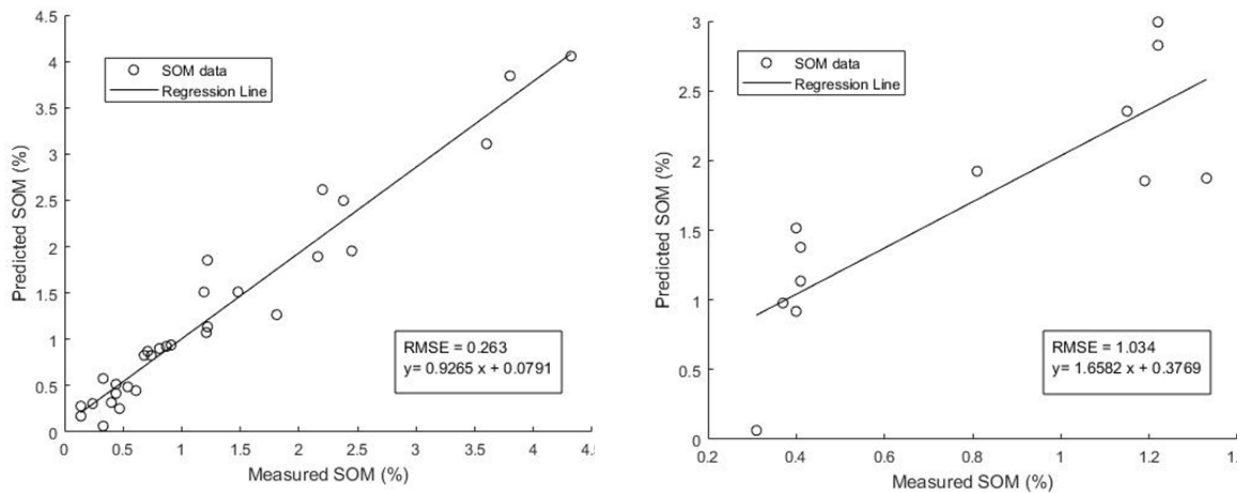 4.5
4
3.5
3
2.5
2
1.5
1
0.5
0
Predicted SOM (%)
SOM data
Regression Line
RMSE = 0.263
y= 0.9265 x + 0.0791
0 0.5 1 1.5 2 2.5 3 3.5 4 4.5
Measured SOM (%)
3
2.5
2
1.5
1
0.5
0
Predicted SOM (%)
SOM data
Regression Line
RMSE = 1.034
y= 1.6582 x + 0.3769
0.2 0.4 0.6 0.8 1 1.2
Measured SOM (%)